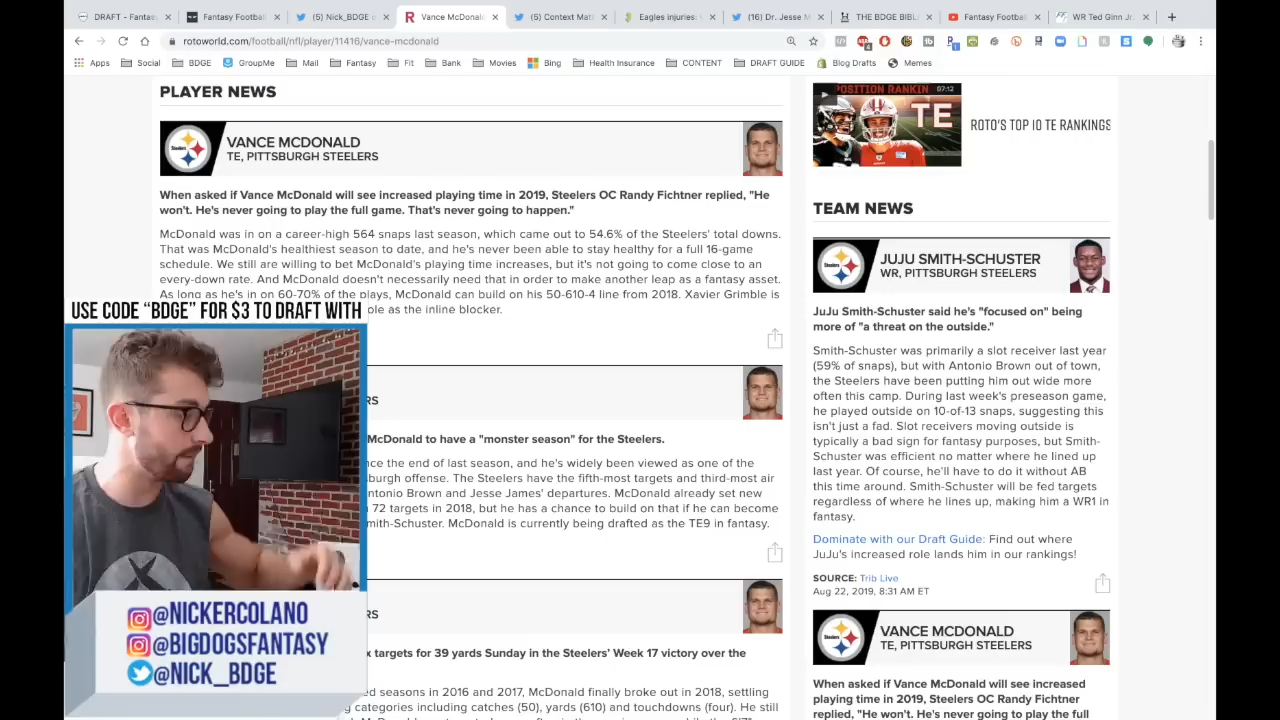 DRAFT - Fantas
Fantasy Football
(5) Nick_BDGE o
Vance McDonald
(5) Context Matt
Eagles injuries:
(16) Dr. Jesse M
THE BDGE BIBL
Fantasy Football
WR Ted Ginn Jr.
rotoworld.com/football/nfl/player/11416/vance-mcdonald
Apps
Social
BDGE
GroupMe
Mail
Fantasy
Fit
Bank
Movies
Bing
Health Insurance
CONTENT
DRAFT GUIDE
Blog Drafts
Memes
PLAYER NEWS
Steelers
VANCE MCDONALD
TE, PITTSBURGH STEELERS
When asked if Vance McDonald will see increased playing time in 2019, Steelers OC Randy Fichtner replied, "He
won't. He's never going to play the full game. That's never going to happen."
McDonald was in on a career-high 564 snaps last season, which came out to 54.6% of the Steelers' total downs.
That was McDonald's healthiest season to date, and he's never been able to stay healthy for a full 16-game
schedule. We still are willing to bet McDonald's playing time increases, but it's not going to come close to an
every-down rate. And McDonald doesn't necessarily need that in order to make another leap as a fantasy asset.
As long as he's in on 60-70% of the plays, McDonald can build on his 50-610-4 line from 2018. Xavier Grimble is
ole as the inline blocker.
RS
McDonald to have a "monster season" for the Steelers.
nce the end of last season, and he's widely been viewed as one of the
sburgh offense. The Steelers have the fifth-most targets and third-most air
Antonio Brown and Jesse James' departures. McDonald already set new
72 targets in 2018, but he has a chance to build on that if he can become
mith-Schuster. McDonald is currently being drafted as the TE9 in fantasy.
RS
x targets for 39 yards Sunday in the Steelers' Week 17 victory over the
ed seasons in 2016 and 2017, McDonald finally broke out in 2018, settling
g categories including catches (50), yards (610) and touchdowns (four). He still
POSITION RANKIN
07:12
TE
ROTO'S TOP 10 TE RANKINGS
TEAM NEWS
Steelers
JUJU SMITH-SCHUSTER
WR, PITTSBURGH STEELERS
JuJu Smith-Schuster said he's "focused on" being
more of "a threat on the outside."
Smith-Schuster was primarily a slot receiver last year
(59% of snaps), but with Antonio Brown out of town,
the Steelers have been putting him out wide more
often this camp. During last week's preseason game,
he played outside on 10-of-13 snaps, suggesting this
isn't just a fad. Slot receivers moving outside is
typically a bad sign for fantasy purposes, but Smith-
Schuster was efficient no matter where he lined up
last year. Of course, he'll have to do it without AB
this time around. Smith-Schuster will be fed targets
regardless of where he lines up, making him a WR1 in
fantasy.
Dominate with our Draft Guide: Find out where
JuJu's increased role lands him in our rankings!
SOURCE: Trib Live
Aug 22, 2019, 8:31 AM ET
Steelers
VANCE MCDONALD
TE, PITTSBURGH STEELERS
When asked if Vance McDonald will see increased
playing time in 2019, Steelers OC Randy Fichtner
replied, "He won't. He's never going to play the full
USE CODE "BDGE" FOR $3 TO DRAFT WITH
@NICKERCOLANO
@BIGDOGSFANTASY
@NICK_BDGE